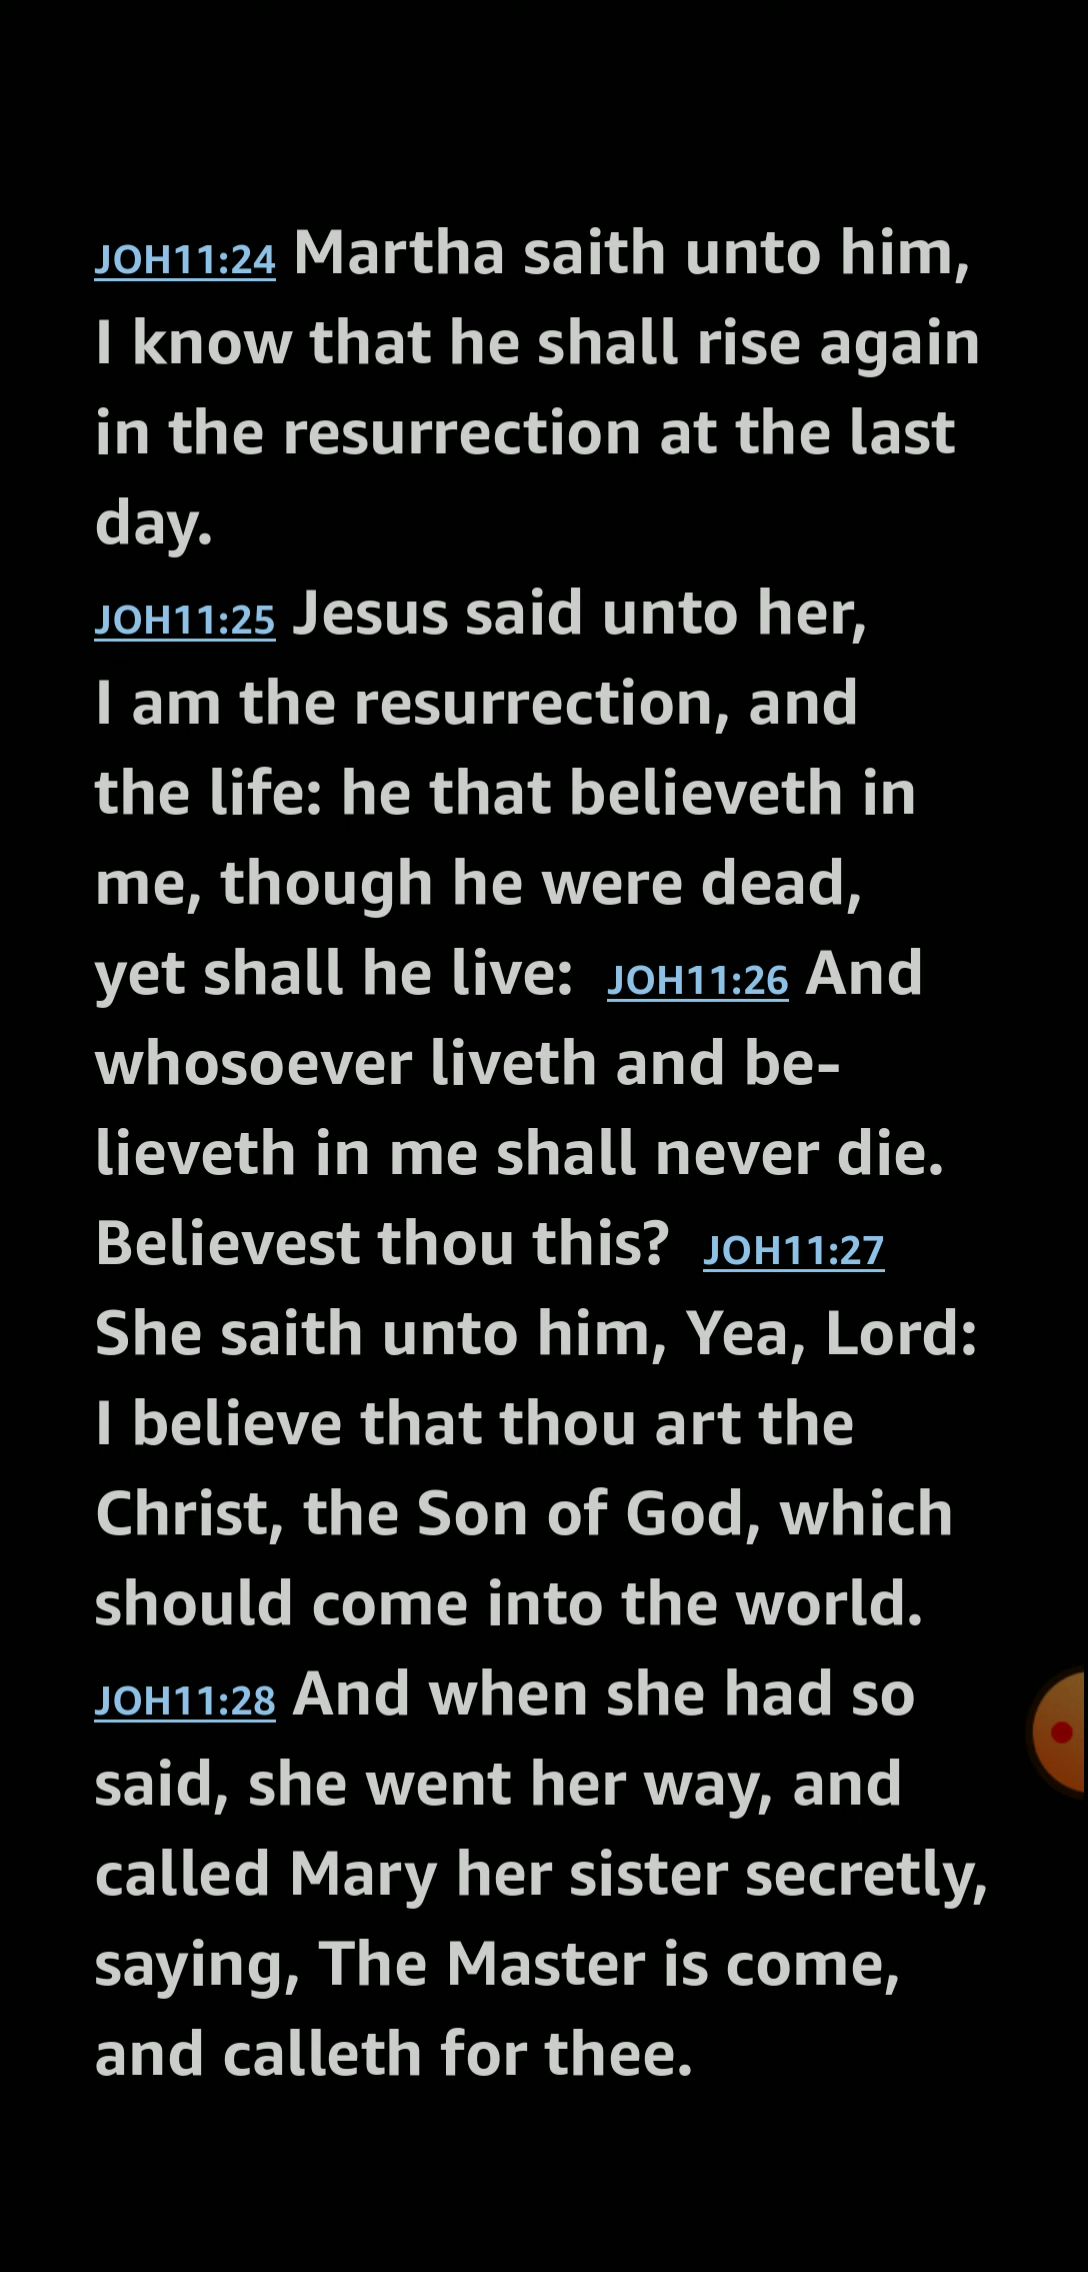 JOH11:24 Martha saith unto him,
I know that he shall rise again
in the resurrection at the last
day.
JOH11:25 Jesus said unto her,
I am the resurrection, and
the life: he that believeth in
me, though he were dead,
yet shall he live: JOH11:26 And
whosoever liveth and be-
lieveth in me shall never die.
Believest thou this? JOH11:27
She saith unto him, Yea, Lord:
I believe that thou art the
Christ, the Son of God, which
should come into the world.
JOH11:28 And when she had so
said, she went her way, and
called Mary her sister secretly,
saying, The Master is come,
and calleth for thee.